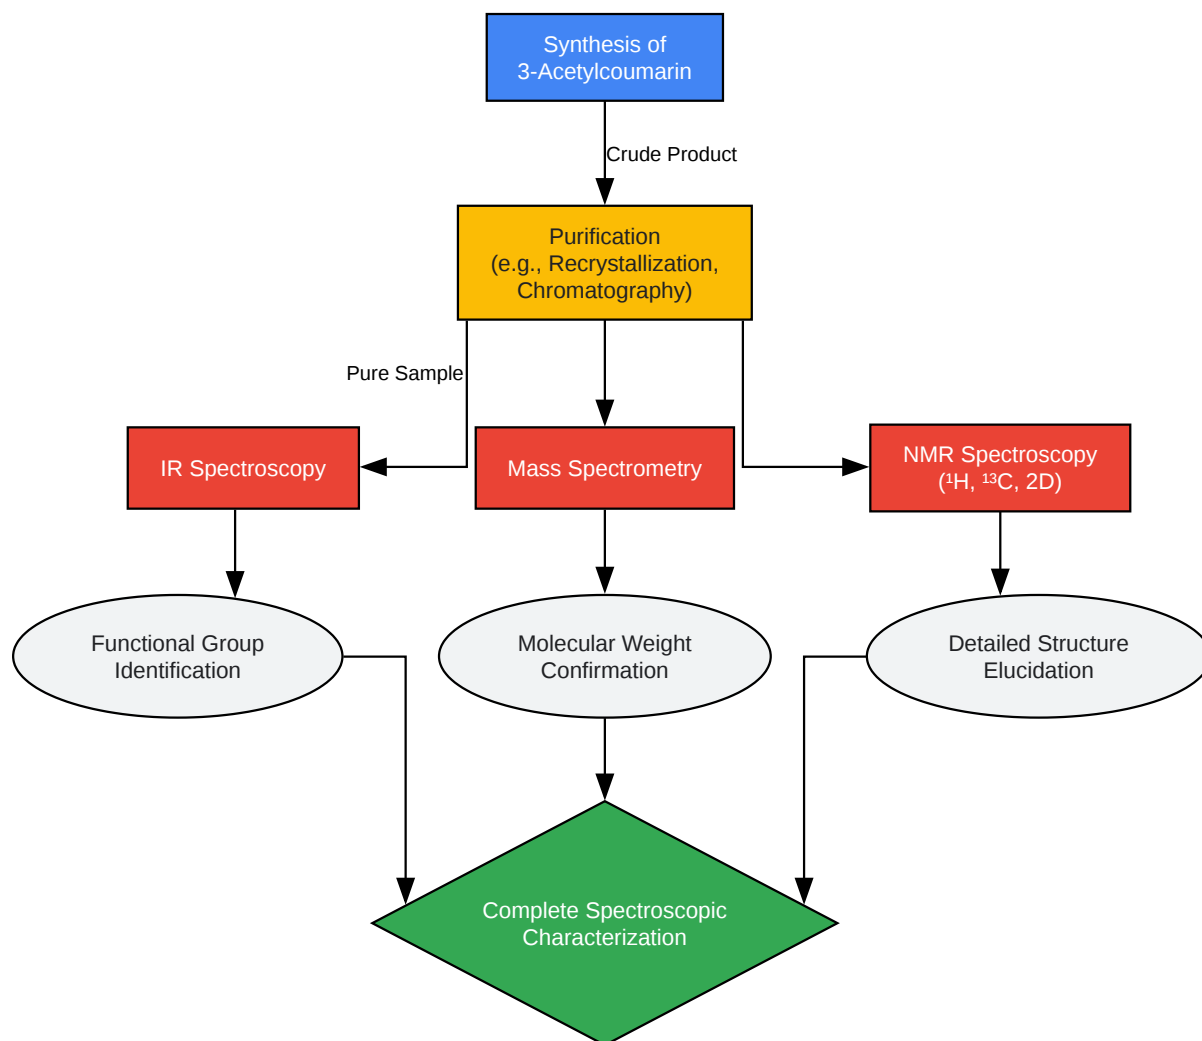 Synthesis of
3-Acetylcoumarin
Crude Product
Purification
(e.g., Recrystallization,
Chromatography)
Pure Sample
IR Spectroscopy
Mass Spectrometry
NMR Spectroscopy
(¹H, ¹³C, 2D)
Functional Group
Identification
Molecular Weight
Confirmation
Detailed Structure
Elucidation
Complete Spectroscopic
Characterization